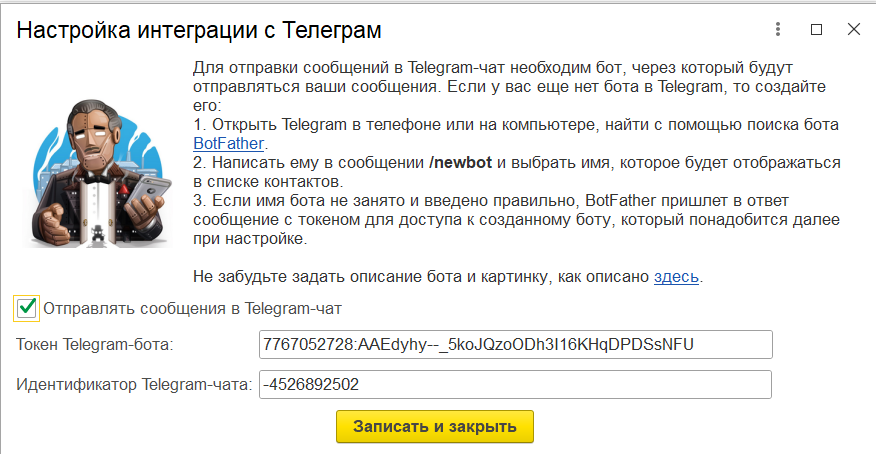 Настройка интеграции с Телеграм
Для отправки сообщений в Telegram-чат необходим бот, через который будут
отправляться ваши сообщения. Если у вас еще нет бота в Telegram, то создайте
его:
1. Открыть Telegram в телефоне или на компьютере, найти с помощью поиска бота
BotFather.
2. Написать ему в сообщении /newbot и выбрать имя, которое будет отображаться
в списке контактов.
3. Если имя бота не занято и введено правильно, BotFather пришлет в ответ
сообщение с токеном для доступа к созданному боту, который понадобится далее
при настройке.
Не забудьте задать описание бота и картинку, как описано здесь.
Отправлять сообщения в Telegram-чат
Токен Telegram-бота: 7767052728:AAEdyhy--_5koJQzoODh3I16KHqDPDSsNFU
Идентификатор Telegram-чата: -4526892502
Записать и закрыть